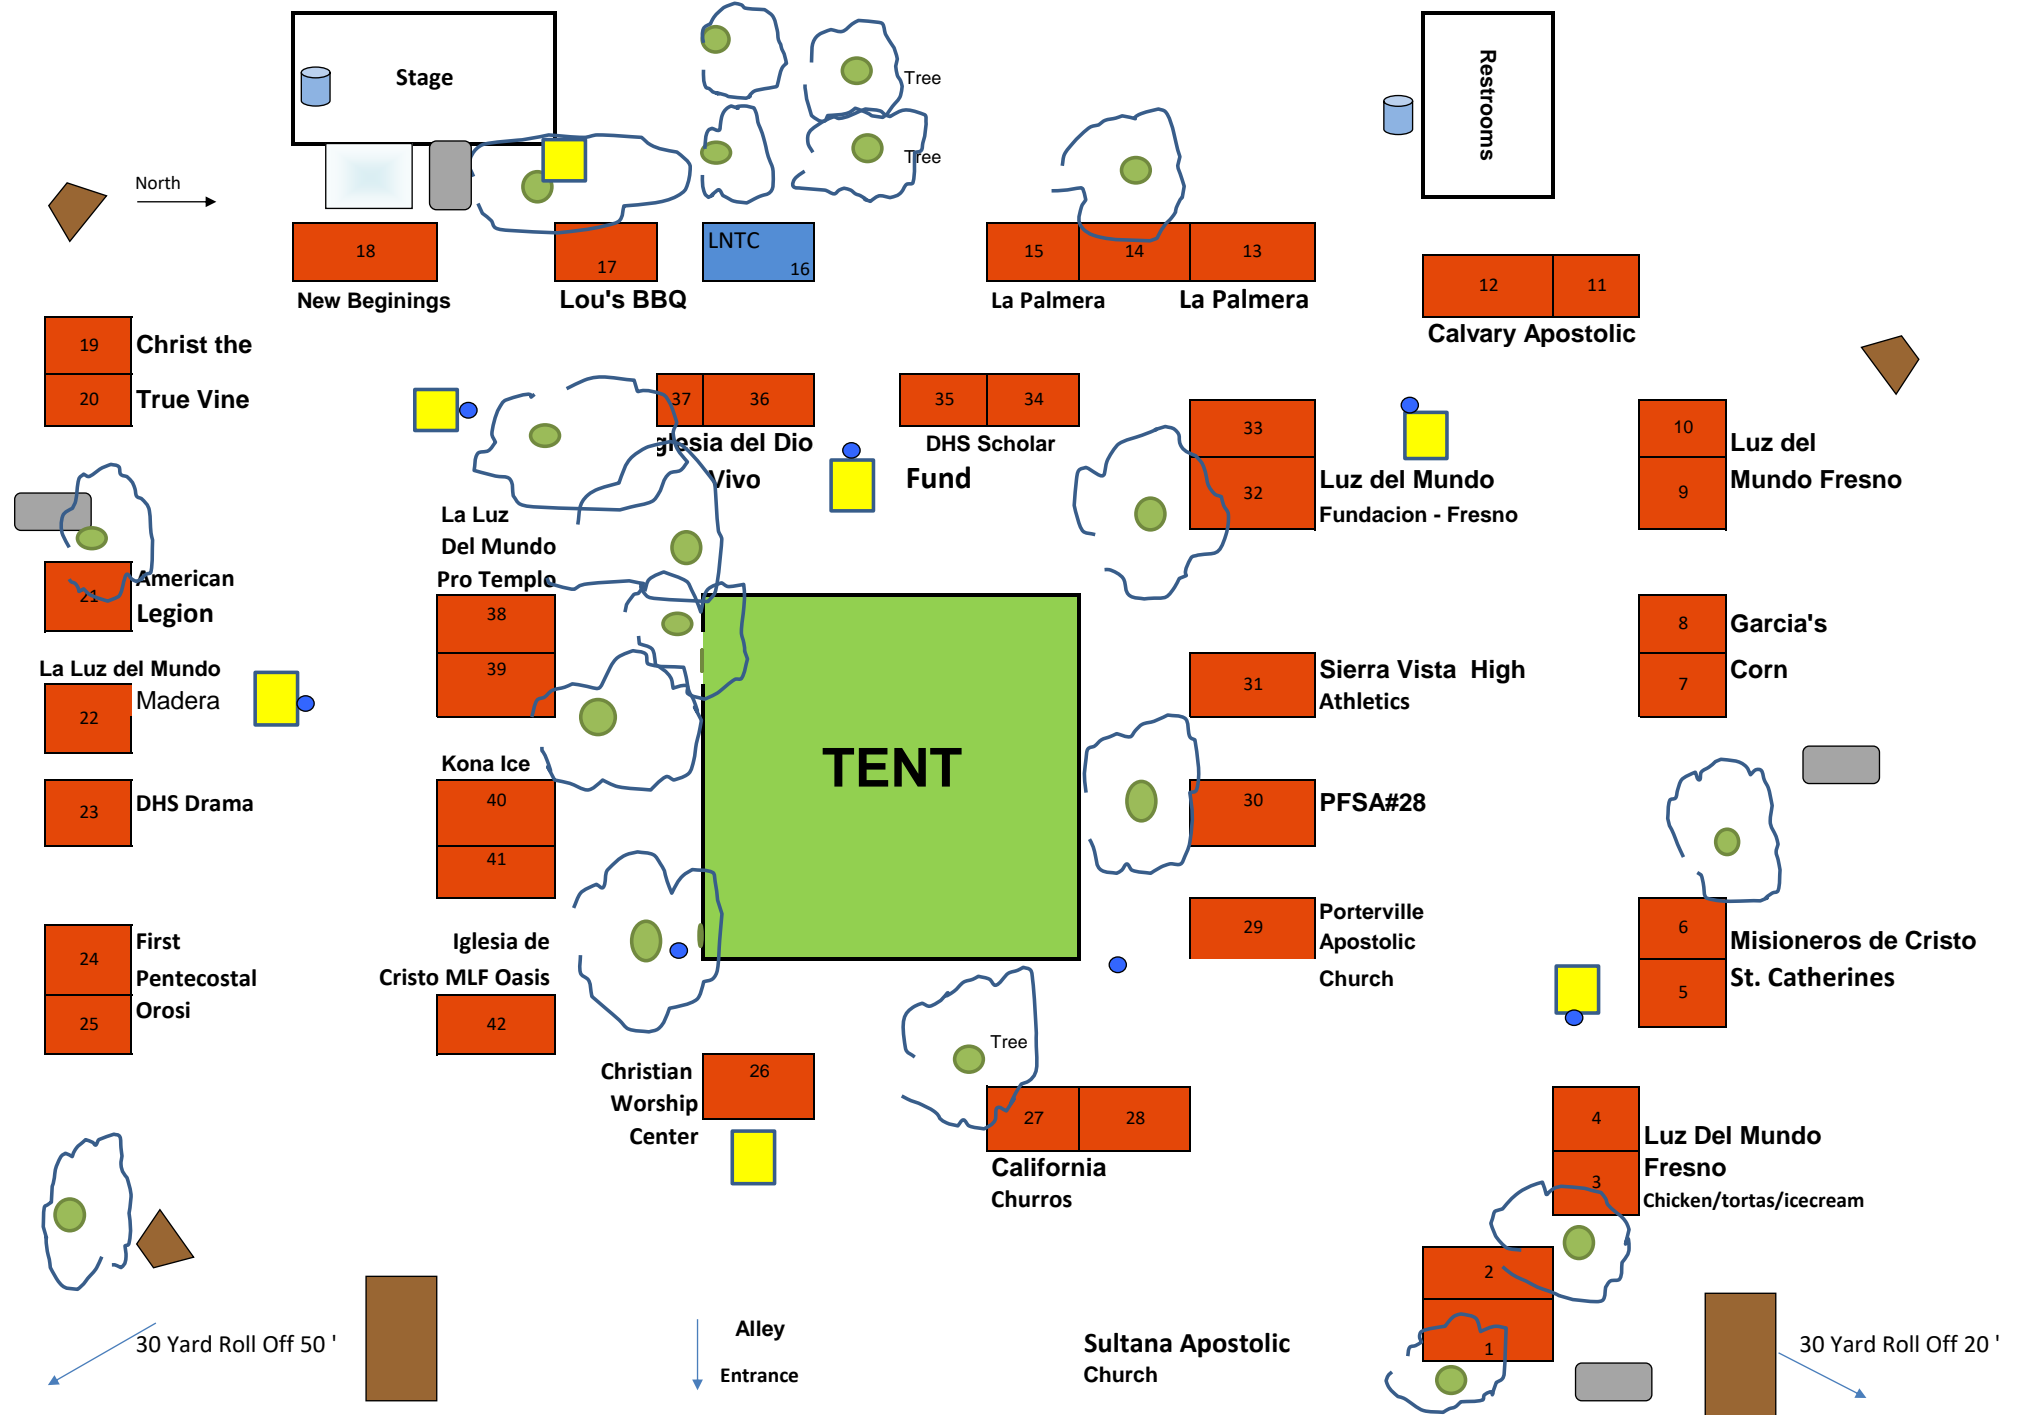 Stage
Restrooms
Tree
Tree
North
LNTC
16
18
17
15
14
13
12
11
New Beginings
Lou's BBQ
La Palmera
La Palmera
Calvary Apostolic
19
Christ the
20
True Vine
37
36
35
34
33
10
glesia del Dio
Vivo
DHS Scholar
Fund
32
Luz del Mundo
Fundacion - Fresno
9
Luz del
Mundo Fresno
La Luz
Del Mundo
Pro Templo
21
American
Legion
38
39
8
Garcia's
7
Corn
La Luz del Mundo
Madera
22
31
Sierra Vista High
Athletics
TENT
Kona Ice
23
DHS Drama
40
41
30
PFSA#28
29
Porterville
Apostolic
Church
6
Misioneros de Cristo
5
St. Catherines
24
First
Pentecostal
25
Orosi
Iglesia de
Cristo MLF Oasis
42
Tree
Christian
Worship
Center
26
27
28
California
Churros
4
3
Luz Del Mundo
Fresno
Chicken/tortas/icecream
2
1
30 Yard Roll Off 50 '
Alley
Entrance
Sultana Apostolic
Church
30 Yard Roll Off 20 '